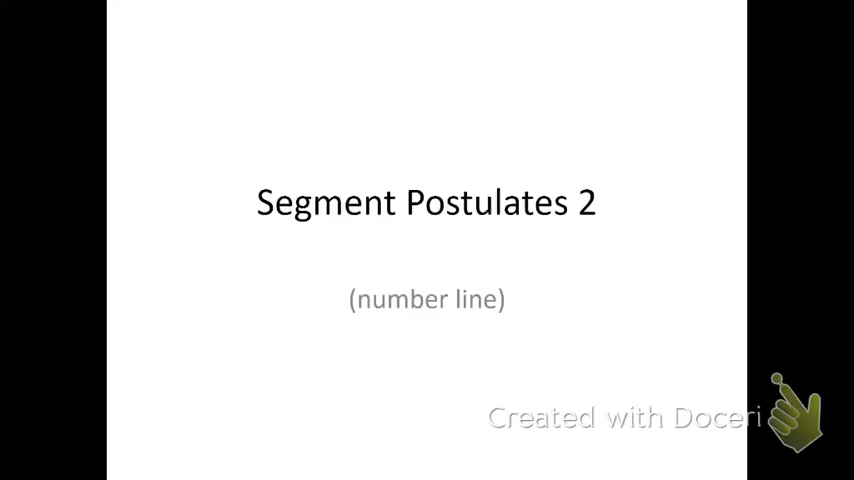 Segment Postulates 2
(number line)
Created with Doceri